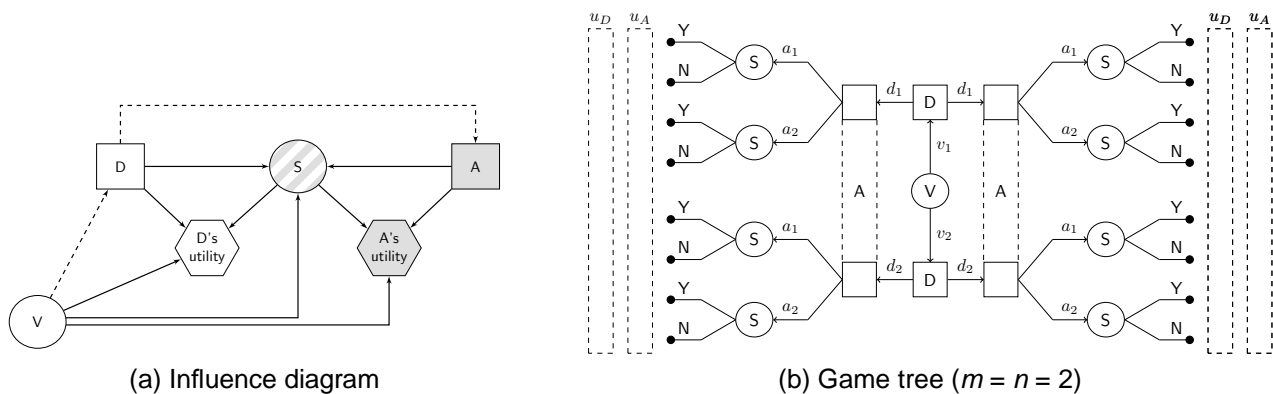 D
S
A
D's
utility
A's
utility
V
(a) Influence diagram
u_D u_A
Y
N
Y
N
Y
N
Y
N
S
S
S
S
a_1
a_2
a_1
a_2
A
d_1 D d_1
v_1
V
v_2
d_2 D d_2
A
a_1
a_2
a_1
a_2
S
S
S
S
Y
N
Y
N
Y
N
Y
N
u_D u_A
(b) Game tree (m = n = 2)